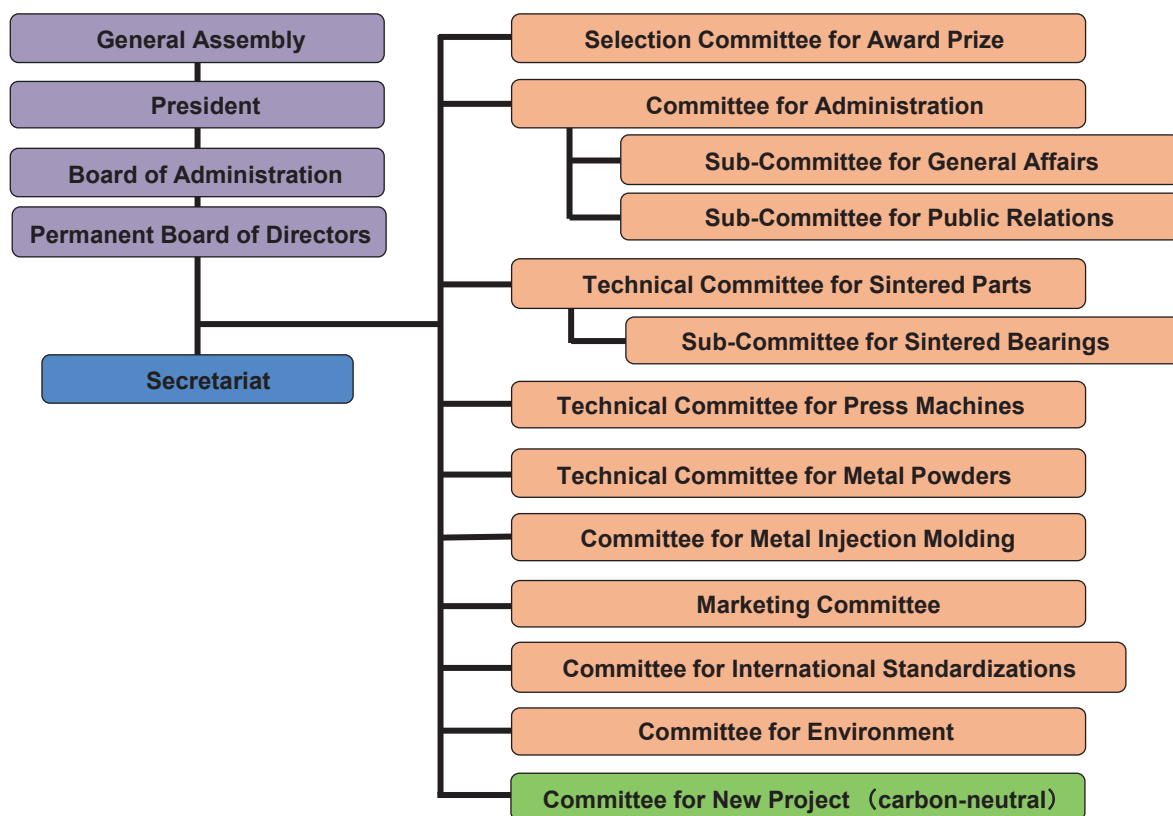 General Assembly
President
Board of Administration
Permanent Board of Directors
Secretariat
Selection Committee for Award Prize
Committee for Administration
Sub-Committee for General Affairs
Sub-Committee for Public Relations
Technical Committee for Sintered Parts
Sub-Committee for Sintered Bearings
Technical Committee for Press Machines
Technical Committee for Metal Powders
Committee for Metal Injection Molding
Marketing Committee
Committee for International Standardizations
Committee for Environment
Committee for New Project（carbon-neutral）